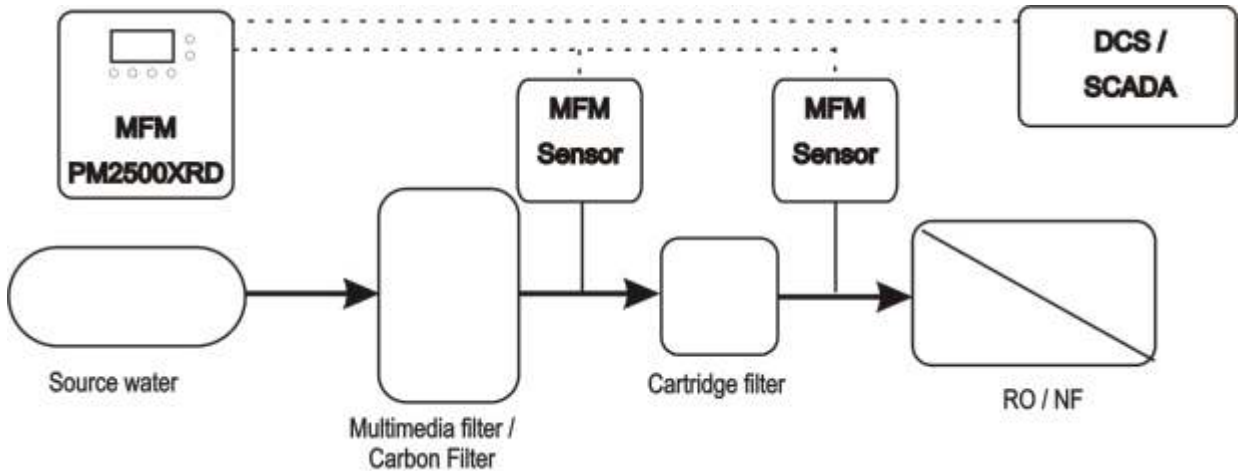 MFM
PM2500XRD
MFM
Sensor
MFM
Sensor
DCS /
SCADA
Source water
Multimedia filter /
Carbon Filter
Cartridge filter
RO / NF